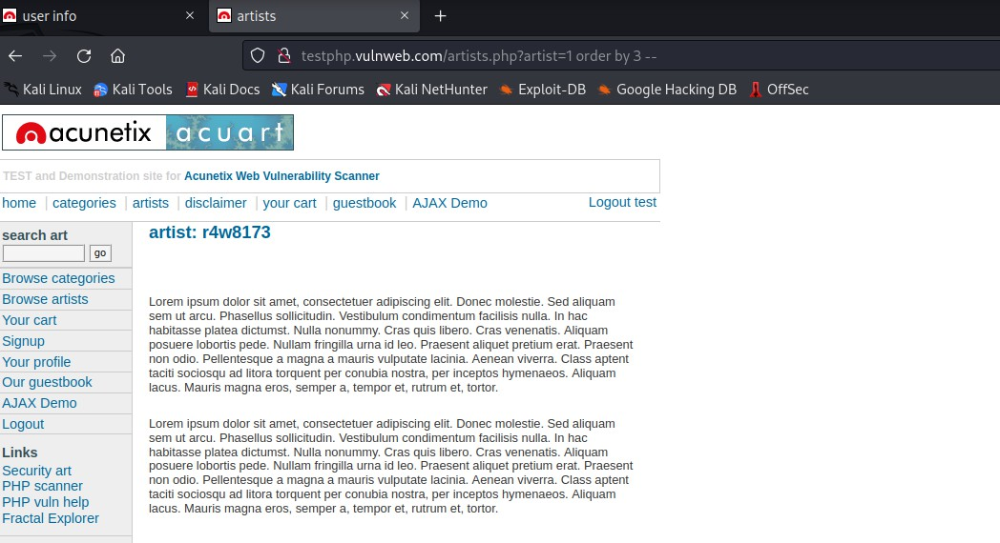 user info
artists
testphp.vulnweb.com/artists.php?artist=1 order by 3 --
Kali Linux Kali Tools Kali Docs Kali Forums Kali NetHunter Exploit-DB Google Hacking DB OffSec
acunetix acuart
TEST and Demonstration site for Acunetix Web Vulnerability Scanner
home | categories | artists | disclaimer | your cart | guestbook | AJAX Demo
Logout test
search art
go
Browse categories
Browse artists
Your cart
Signup
Your profile
Our guestbook
AJAX Demo
Logout
Links
Security art
PHP scanner
PHP vuln help
Fractal Explorer
artist: r4w8173
Lorem ipsum dolor sit amet, consectetuer adipiscing elit. Donec molestie. Sed aliquam
sem ut arcu. Phasellus sollicitudin. Vestibulum condimentum facilisis nulla. In hac
habitasse platea dictumst. Nulla nonummy. Cras quis libero. Cras venenatis. Aliquam
posuere lobortis pede. Nullam fringilla urna id leo. Praesent aliquet pretium erat. Praesent
non odio. Pellentesque a magna a mauris vulputate lacinia. Aenean viverra. Class aptent
taciti sociosqu ad litora torquent per conubia nostra, per inceptos hymenaeos. Aliquam
lacus. Mauris magna eros, semper a, tempor et, rutrum et, tortor.
Lorem ipsum dolor sit amet, consectetuer adipiscing elit. Donec molestie. Sed aliquam
sem ut arcu. Phasellus sollicitudin. Vestibulum condimentum facilisis nulla. In hac
habitasse platea dictumst. Nulla nonummy. Cras quis libero. Cras venenatis. Aliquam
posuere lobortis pede. Nullam fringilla urna id leo. Praesent aliquet pretium erat. Praesent
non odio. Pellentesque a magna a mauris vulputate lacinia. Aenean viverra. Class aptent
taciti sociosqu ad litora torquent per conubia nostra, per inceptos hymenaeos. Aliquam
lacus. Mauris magna eros, semper a, tempor et, rutrum et, tortor.